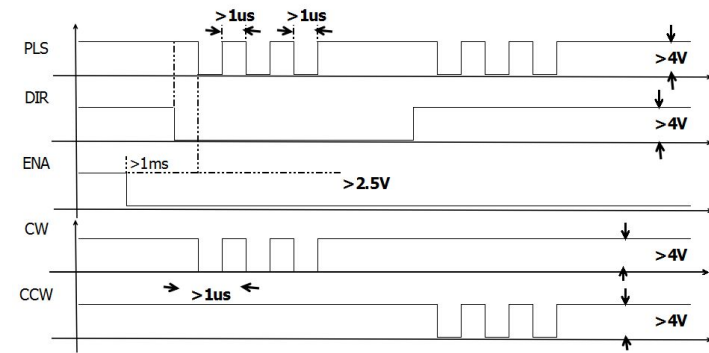 >1us >1us
PLS
>4V
DIR
>4V
ENA
>1ms
>2.5V
CW
>4V
>1us
CCW
>4V